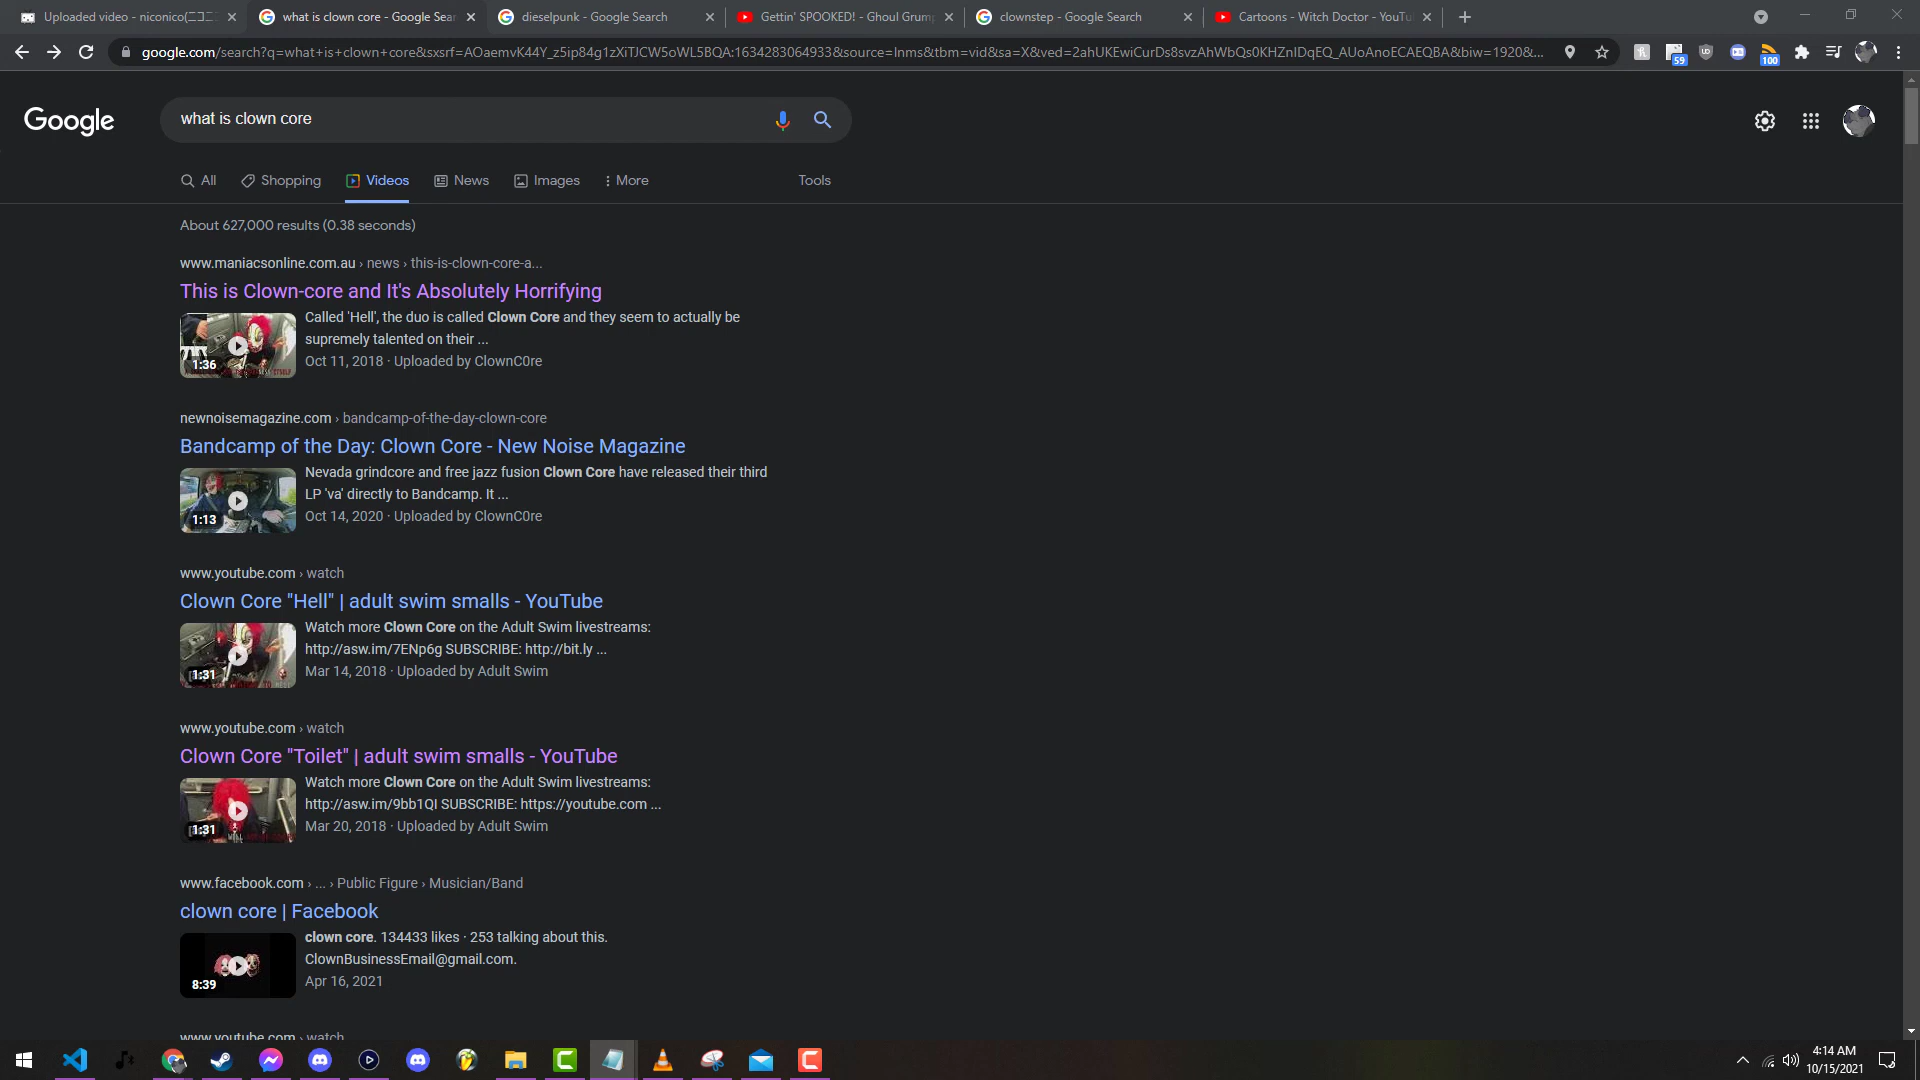 Uploaded video - niconico(ニコニコ
what is clown core - Google Sear
dieselpunk - Google Search
Gettin' SPOOKED! - Ghoul Grump
clownstep - Google Search
Cartoons - Witch Doctor - YouTu
google.com/search?q=what+is+clown+core&sxsrf=AOaemvK44Y_z5ip84g1zXiTJCW5oWL5BQA:1634283064933&source=lnms&tbm=vid&sa=X&ved=2ahUKEwiCurDs8svzAhWbQs0KHZnIDqEQ_AUoAnoECAEQBA&biw=1920&...
59
100
Google
what is clown core
All
Shopping
Videos
News
Images
More
Tools
About 627,000 results (0.38 seconds)
www.maniacsonline.com.au › news › this-is-clown-core-a...
This is Clown-core and It's Absolutely Horrifying
Called 'Hell', the duo is called Clown Core and they seem to actually be
supremely talented on their ...
1:36
Oct 11, 2018 · Uploaded by ClownC0re
newnoisemagazine.com › bandcamp-of-the-day-clown-core
Bandcamp of the Day: Clown Core - New Noise Magazine
Nevada grindcore and free jazz fusion Clown Core have released their third
LP 'va' directly to Bandcamp. It ...
1:13
Oct 14, 2020 · Uploaded by ClownC0re
www.youtube.com › watch
Clown Core "Hell" | adult swim smalls - YouTube
Watch more Clown Core on the Adult Swim livestreams:
http://asw.im/7ENp6g SUBSCRIBE: http://bit.ly ...
1:31
Mar 14, 2018 · Uploaded by Adult Swim
www.youtube.com › watch
Clown Core "Toilet" | adult swim smalls - YouTube
Watch more Clown Core on the Adult Swim livestreams:
http://asw.im/9bb1QI SUBSCRIBE: https://youtube.com ...
1:31
Mar 20, 2018 · Uploaded by Adult Swim
www.facebook.com › ... › Public Figure › Musician/Band
clown core | Facebook
clown core. 134433 likes · 253 talking about this.
ClownBusinessEmail@gmail.com.
8:39
Apr 16, 2021
www.youtube.com › watch
4:14 AM
10/15/2021